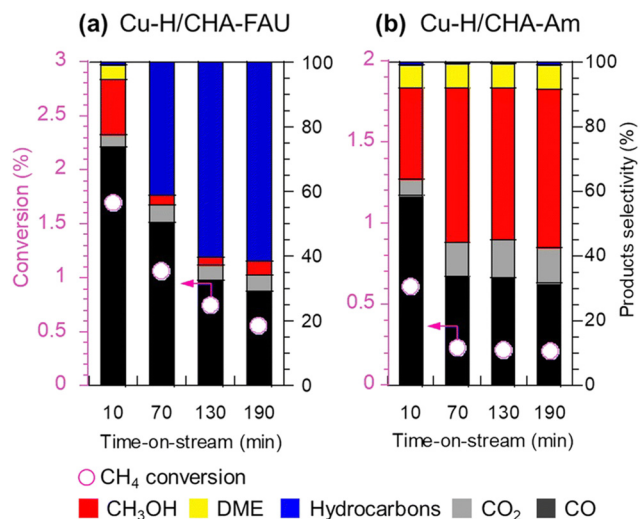 (a) Cu-H/CHA-FAU
(b) Cu-H/CHA-Am
Conversion (%)
3
2.5
2
1.5
1
0.5
0
100
80
60
40
20
0
10 70 130 190
Time-on-stream (min)
2
1.5
1
0.5
0
100
80
60
40
20
0
Products selectivity (%)
10 70 130 190
Time-on-stream (min)
CH₄ conversion
CH₃OH DME Hydrocarbons CO₂ CO